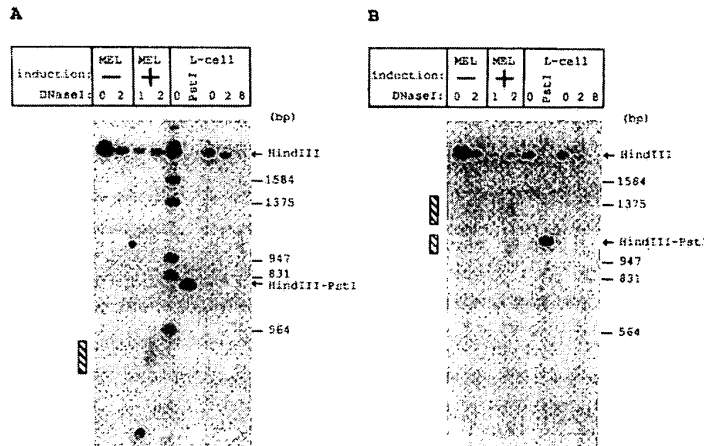 A
MEL MEL L-cell
induction: − +
DNaseI: 0 2 1 2 0 PstI 0 2 8
(bp)
HindIII
1584
1375
947
831
HindIII-PstI
964
B
MEL MEL L-cell
induction: − +
DNaseI: 0 2 1 2 0 PstI 0 2 8
(bp)
HindIII
1564
1375
HindIII-PstI
947
831
564